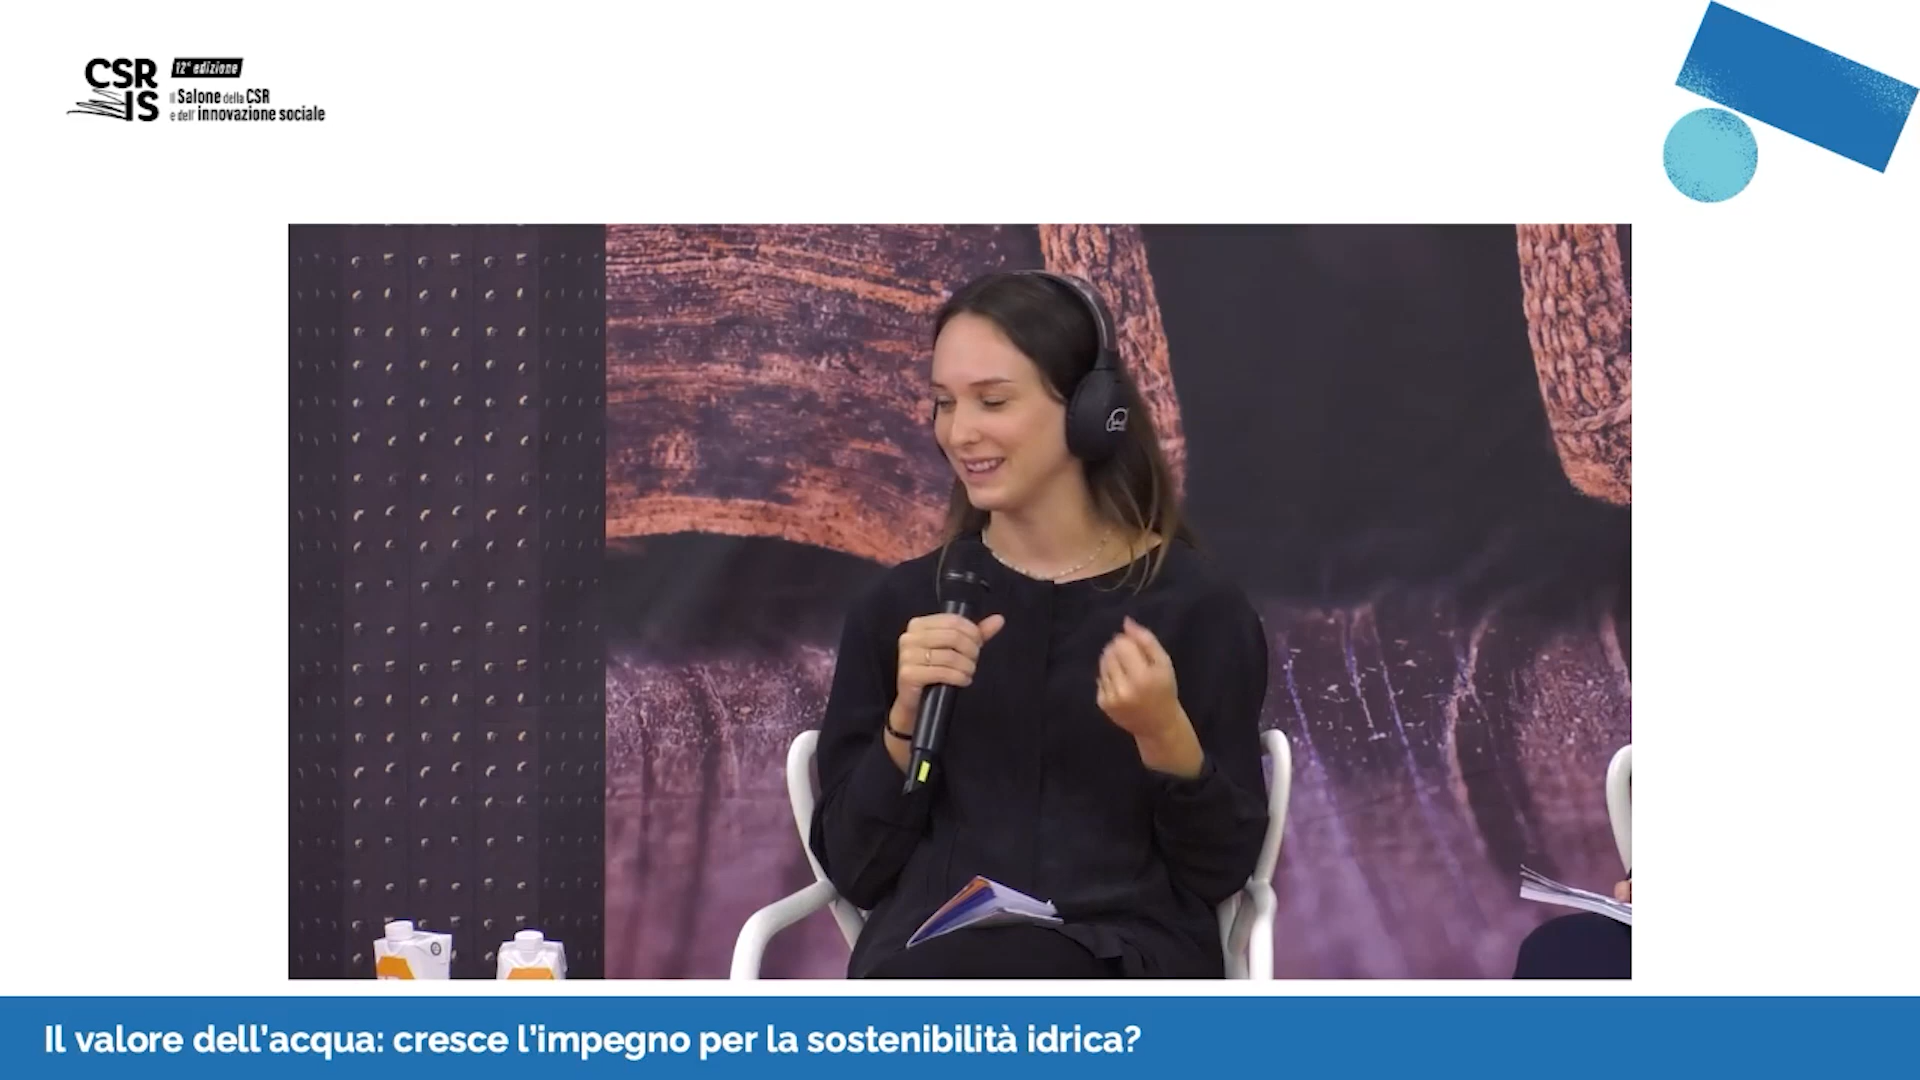 CSR
IS
12ª edizione
Il Salone della CSR
e dell'innovazione sociale
Il valore dell'acqua: cresce l'impegno per la sostenibilità idrica?